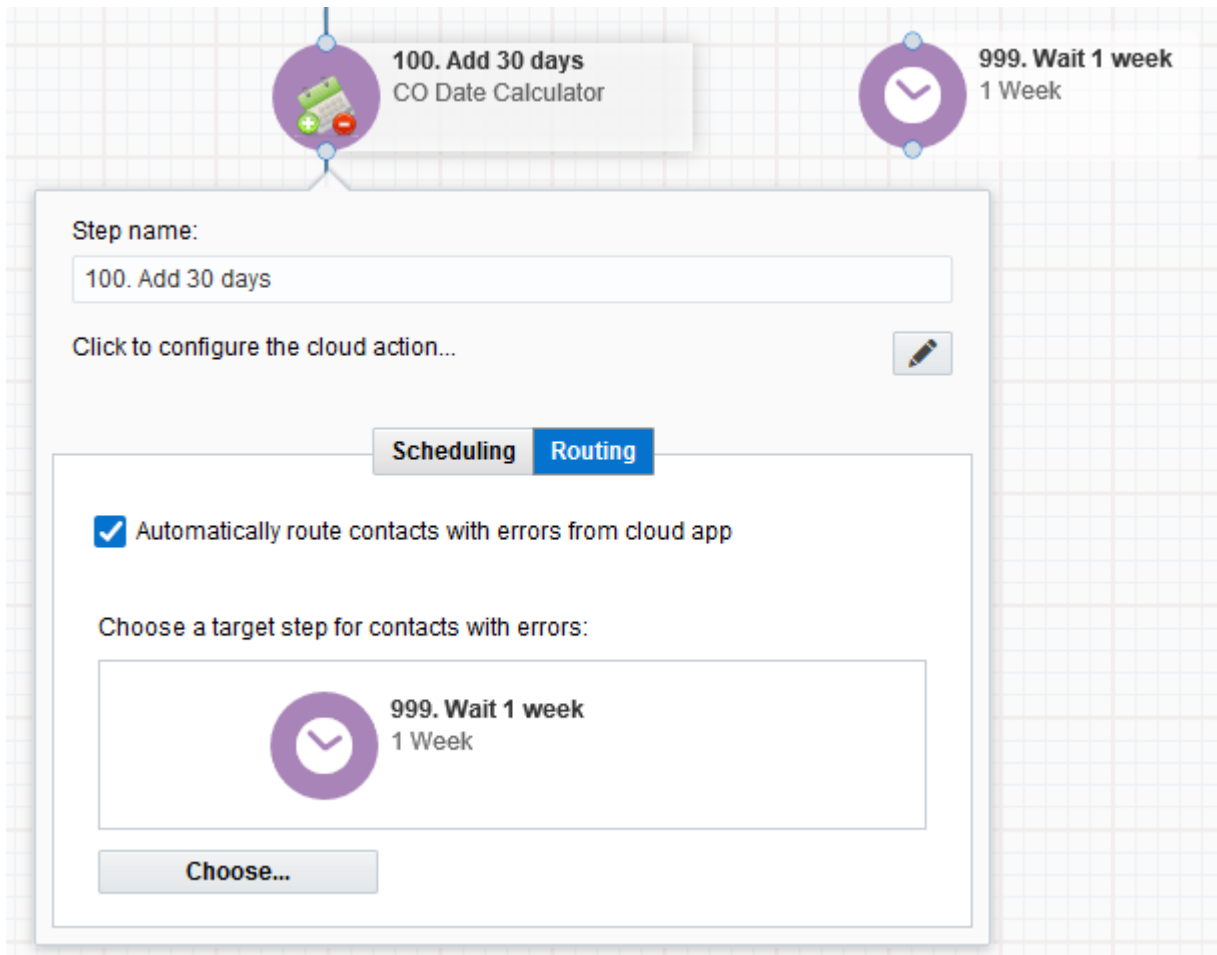 100. Add 30 days
CO Date Calculator
999. Wait 1 week
1 Week
Step name:
100. Add 30 days
Click to configure the cloud action...
Scheduling
Routing
Automatically route contacts with errors from cloud app
Choose a target step for contacts with errors:
999. Wait 1 week
1 Week
Choose...